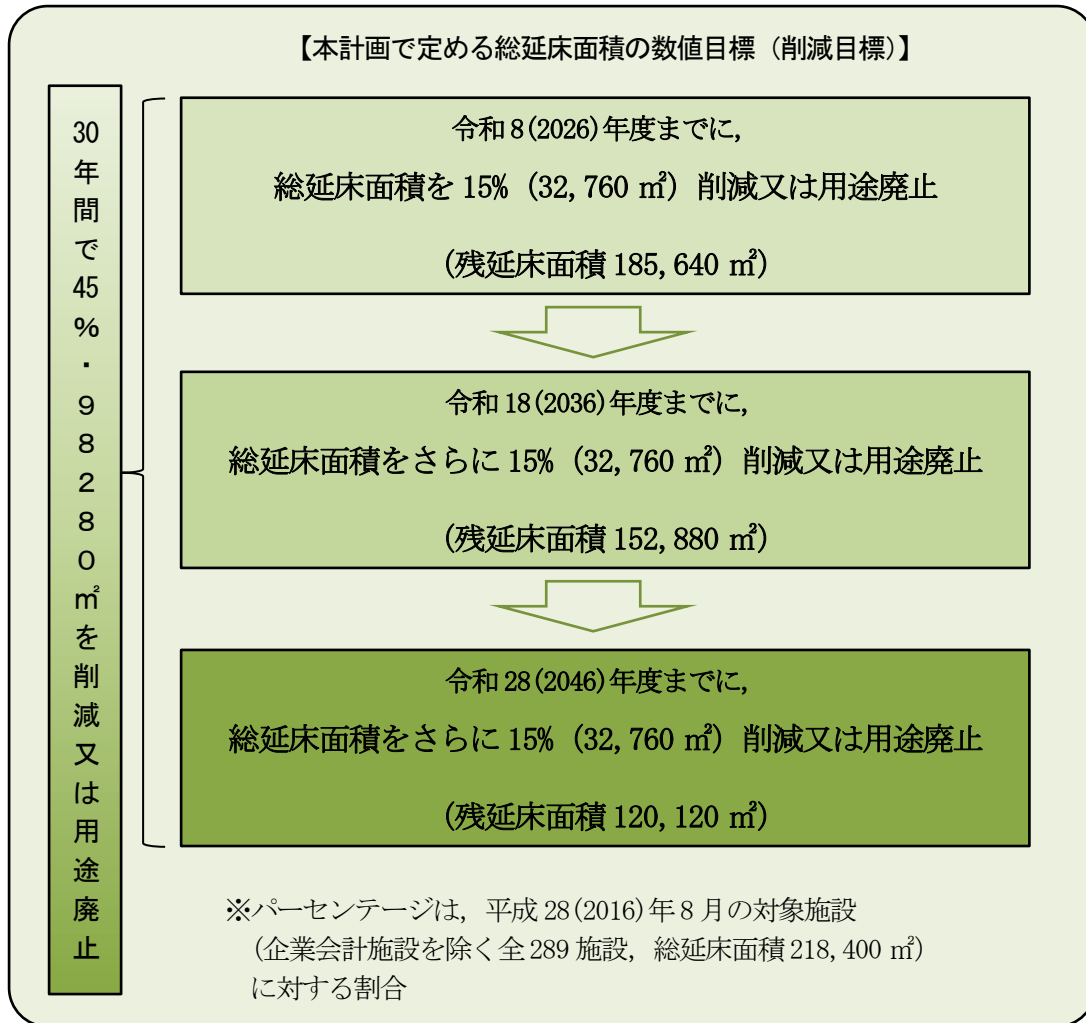 【本計画で定める総延床面積の数値目標（削減目標）】
30年間で45％・98280㎡を削減又は用途廃止
令和8(2026)年度までに，
総延床面積を15%（32,760㎡）削減又は用途廃止
(残延床面積185,640㎡)
令和18(2036)年度までに，
総延床面積をさらに15%（32,760㎡）削減又は用途廃止
(残延床面積152,880㎡)
令和28(2046)年度までに，
総延床面積をさらに15%（32,760㎡）削減又は用途廃止
(残延床面積120,120㎡)
※パーセンテージは，平成28(2016)年8月の対象施設
(企業会計施設を除く全289施設，総延床面積218,400㎡)
に対する割合